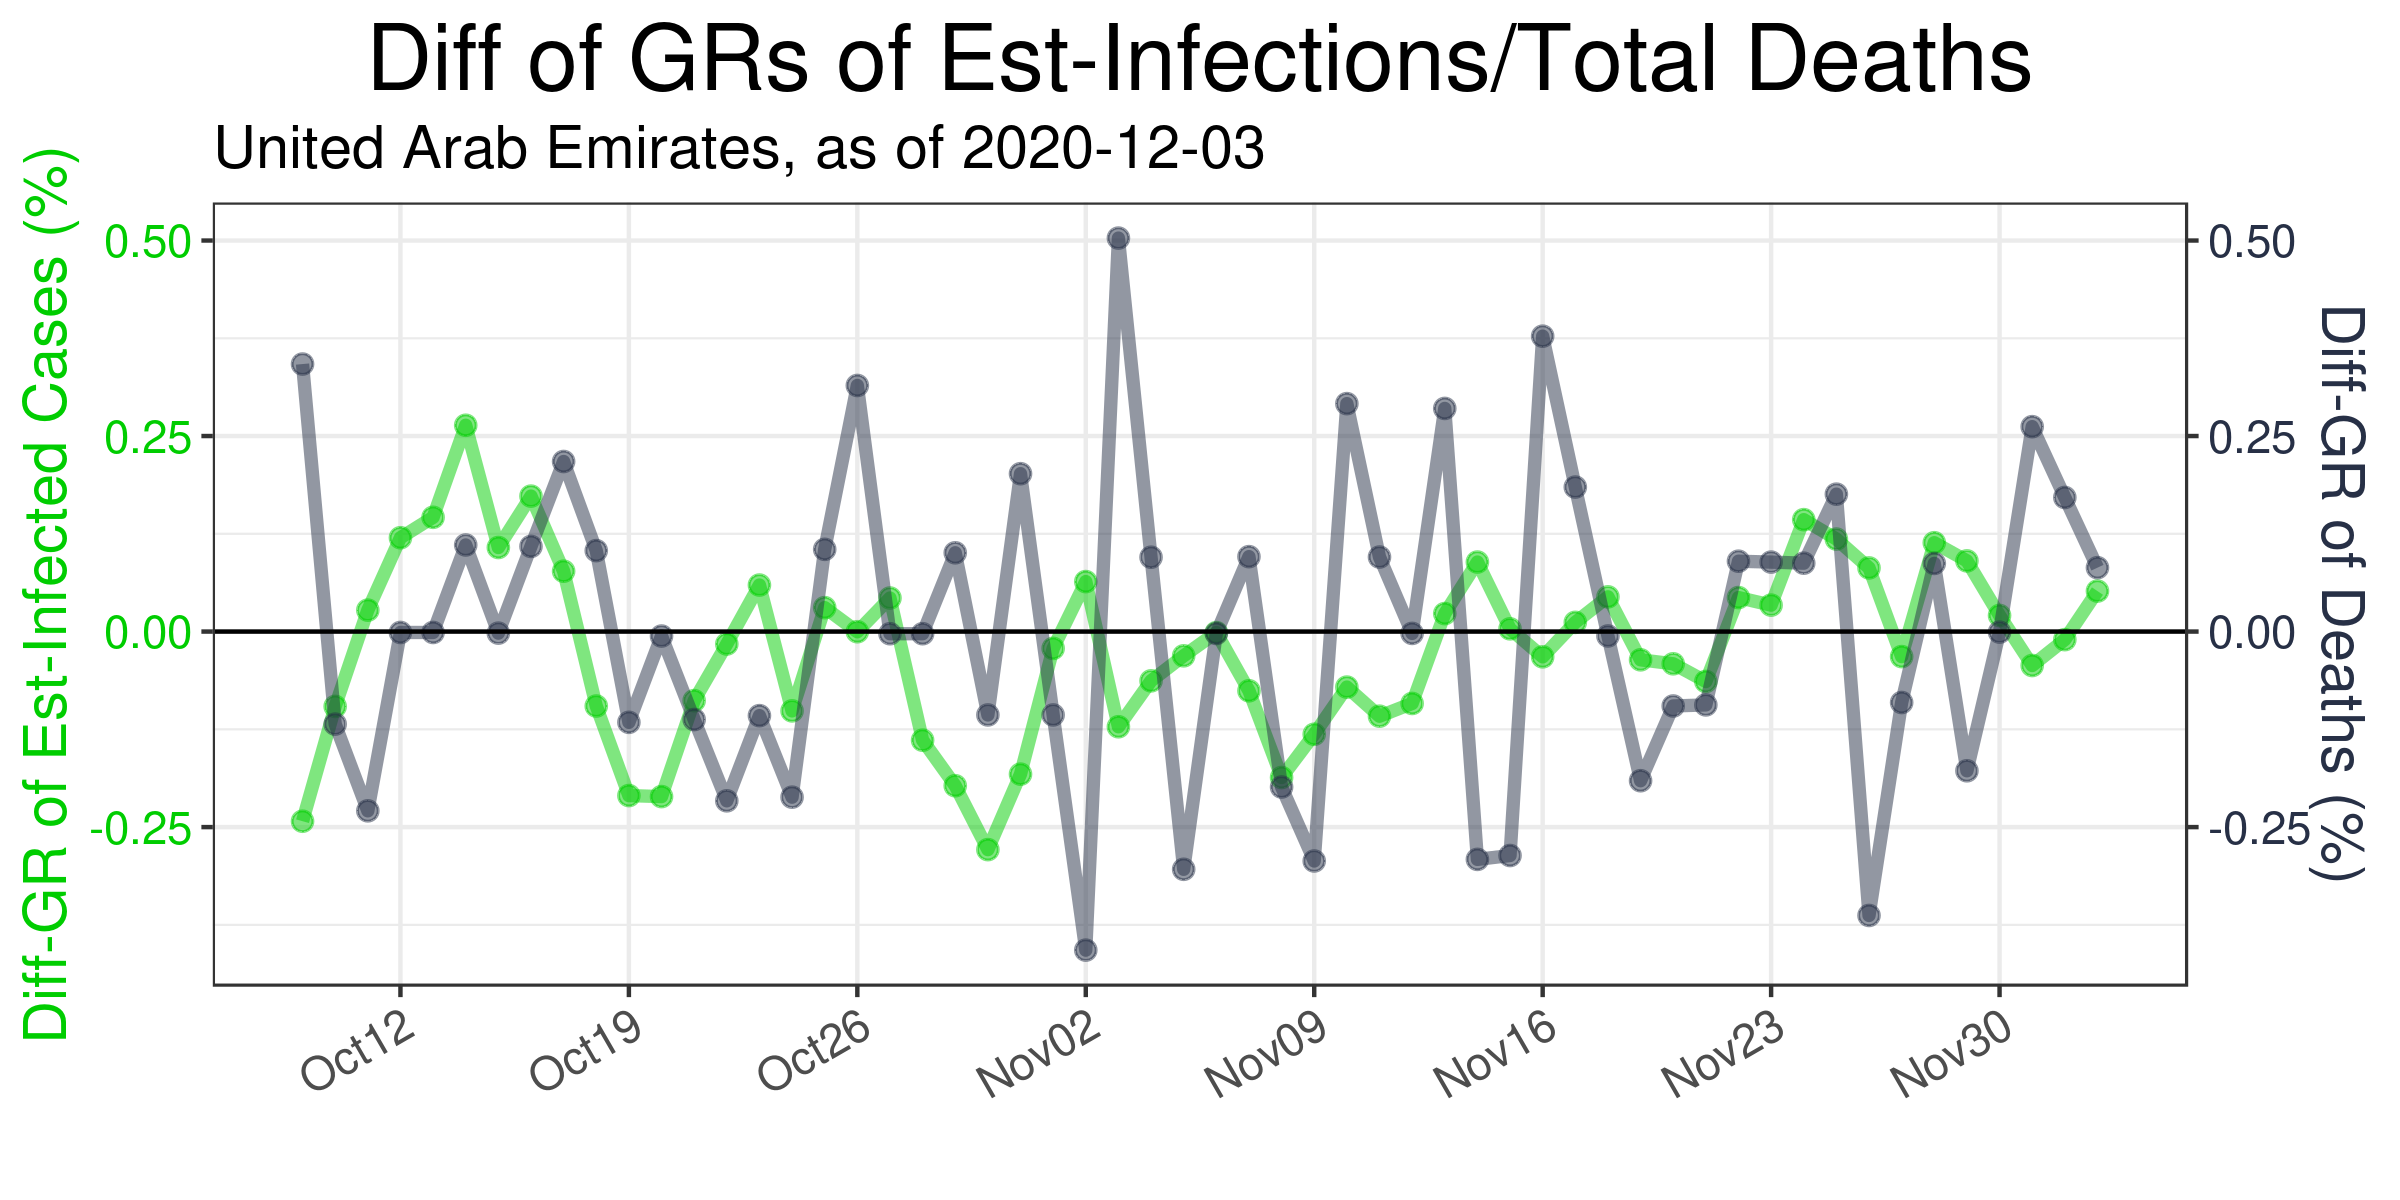 Diff of GRs of Est-Infections/Total Deaths
United Arab Emirates, as of 2020-12-03
Diff-GR of Est-Infected Cases (%)
0.50
0.25
0.00
-0.25
0.50
0.25
0.00
-0.25
Diff-GR of Deaths (%)
Oct12
Oct19
Oct26
Nov02
Nov09
Nov16
Nov23
Nov30